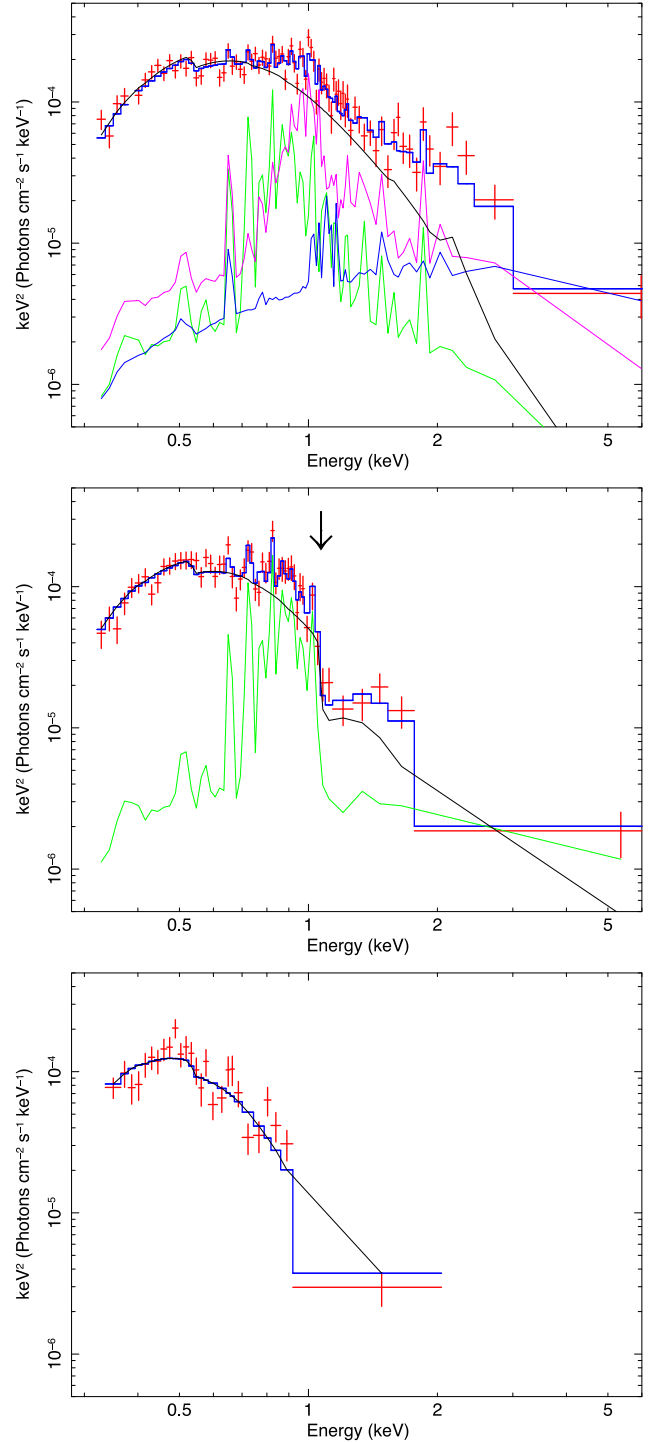 keV² (Photons cm⁻² s⁻¹ keV⁻¹)
10⁻⁴
10⁻⁵
10⁻⁶
0.5 1 2 5
Energy (keV)
keV² (Photons cm⁻² s⁻¹ keV⁻¹)
10⁻⁴
10⁻⁵
10⁻⁶
0.5 1 2 5
Energy (keV)
keV² (Photons cm⁻² s⁻¹ keV⁻¹)
10⁻⁴
10⁻⁵
10⁻⁶
0.5 1 2 5
Energy (keV)